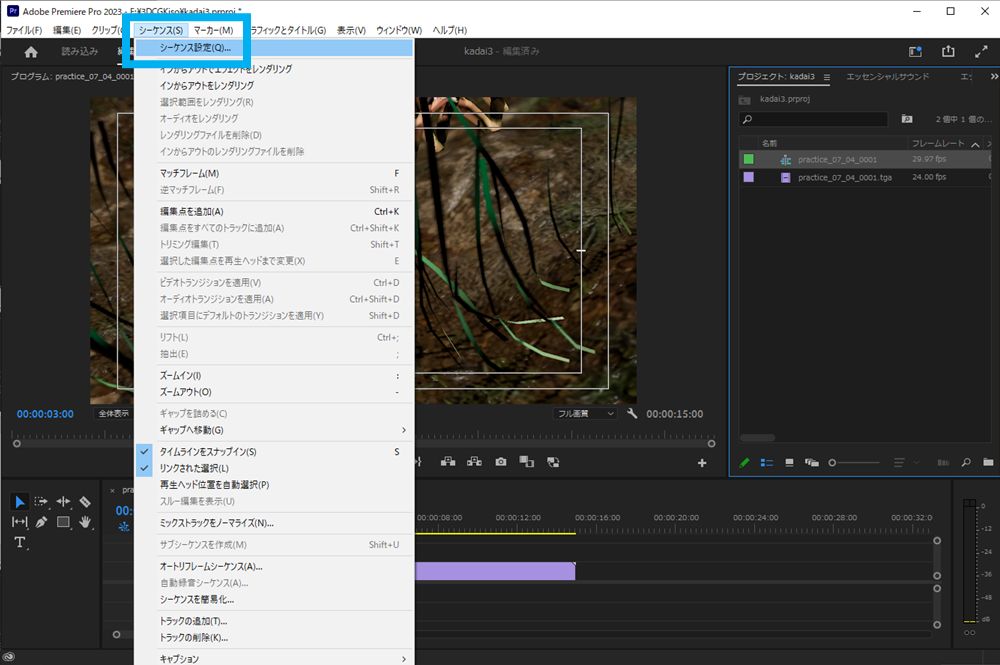 Adobe Premiere Pro 2023 - E:¥3DCGKiso¥kadai3.prproj *
ファイル(F) 編集(E) クリップ( シーケンス(S) マーカー(M) ラフィックとタイトル(G) 表示(V) ウィンドウ(W) ヘルプ(H)
読み込み kadai3 - 編集済み
シーケンス設定(Q)...
インからアウトでエフェクトをレンダリング
インからアウトをレンダリング
選択範囲をレンダリング(R)
オーディオをレンダリング
レンダリングファイルを削除(D)
インからアウトのレンダリングファイルを削除
マッチフレーム(M) F
逆マッチフレーム(F) Shift+R
編集点を追加(A) Ctrl+K
編集点をすべてのトラックに追加(A) Ctrl+Shift+K
トリミング編集(T) Shift+T
選択した編集点を再生ヘッドまで変更(X) E
ビデオトランジションを適用(V) Ctrl+D
オーディオトランジションを適用(A) Ctrl+Shift+D
選択項目にデフォルトのトランジションを適用(Y) Shift+D
リフト(L) Ctrl+;
抽出(E) ;
ズームイン(I) :
ズームアウト(O) -
ギャップを詰める(C)
ギャップへ移動(G)
タイムラインをスナップイン(S) S
リンクされた選択(L)
再生ヘッド位置を自動選択(P)
スルー編集を表示(U)
ミックストラックをノーマライズ(N)...
サブシーケンスを作成(M) Shift+U
オートリフレームシーケンス(A)...
自動録音シーケンス(A)...
シーケンスを簡易化...
トラックの追加(T)...
トラックの削除(K)...
キャプション
プログラム: practice_07_04_0001
00:00:03:00 全体表示 フル画質 00:00:15:00
プロジェクト: kadai3 エッセンシャルサウンド エ
kadai3.prproj
2 個中 1 個の...
名前 フレームレート
practice_07_04_0001 29.97 fps
practice_07_04_0001.tga 24.00 fps
× pra
00:
00:00:08:00 00:00:12:00 00:00:16:00 00:00:20:00 00:00:24:00 00:00:28:00 00:00:32:0
0
-12
-24
-36
-48
dB